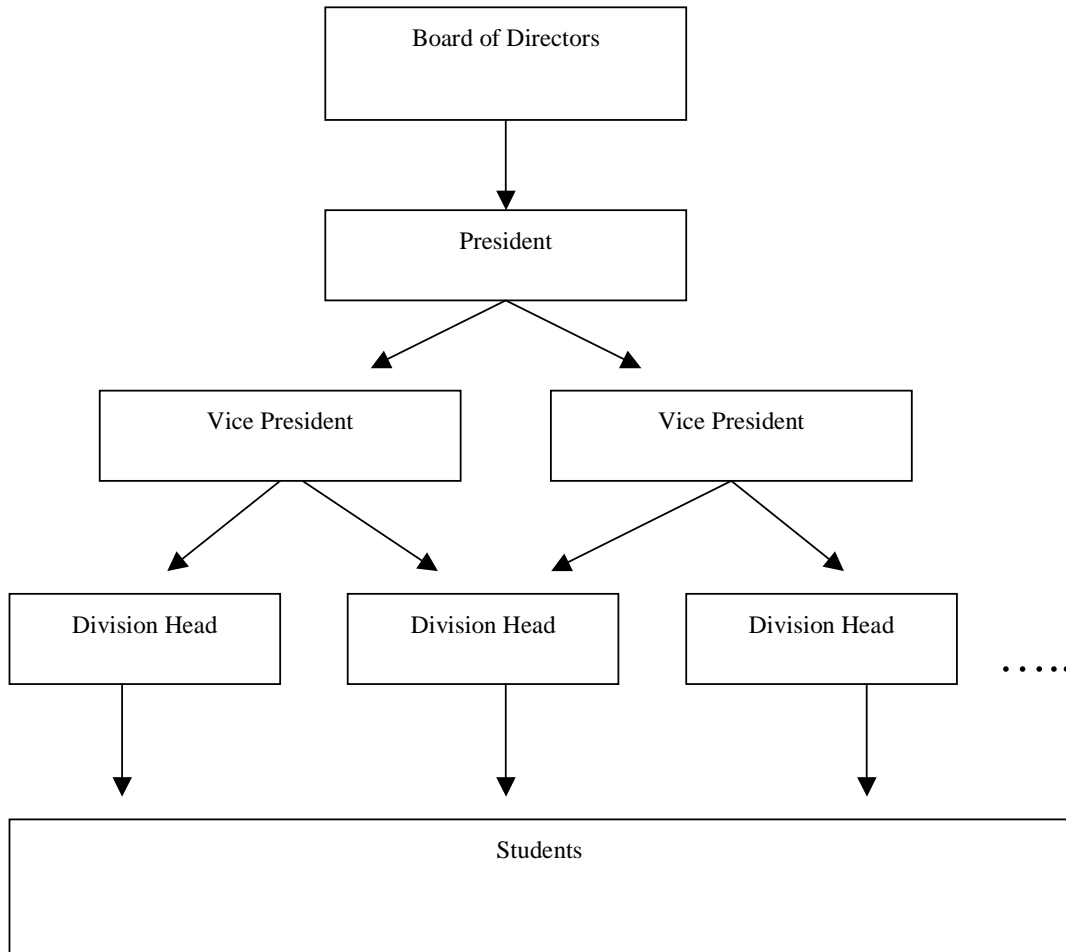 Board of Directors
President
Vice President
Vice President
Division Head
Division Head
Division Head
.....
Students